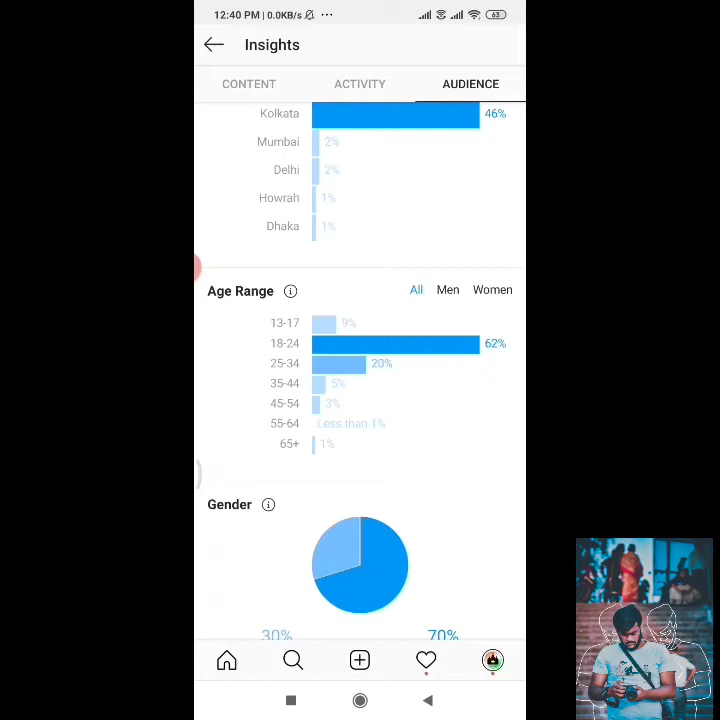 12:40 PM | 0.0KB/s ... 63
Insights
CONTENT ACTIVITY AUDIENCE
Kolkata 46%
Mumbai 2%
Delhi 2%
Howrah 1%
Dhaka 1%
Age Range All Men Women
13-17 9%
18-24 62%
25-34 20%
35-44 5%
45-54 3%
55-64 Less than 1%
65+ 1%
Gender
30% 70%